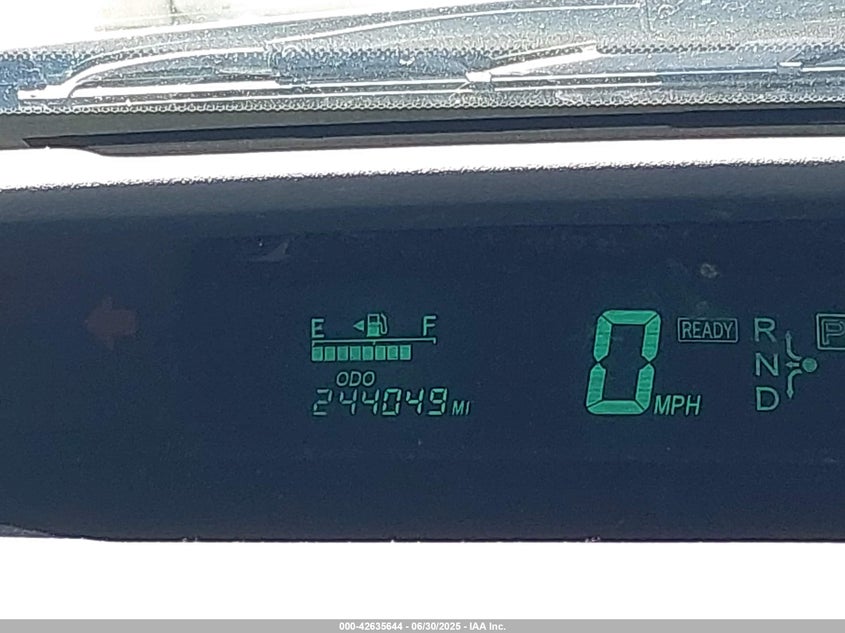 E F
ODO
244049 MI
0 MPH
READY
R
N
D
P
000-42635644 - 06/30/2025 - IAA Inc.